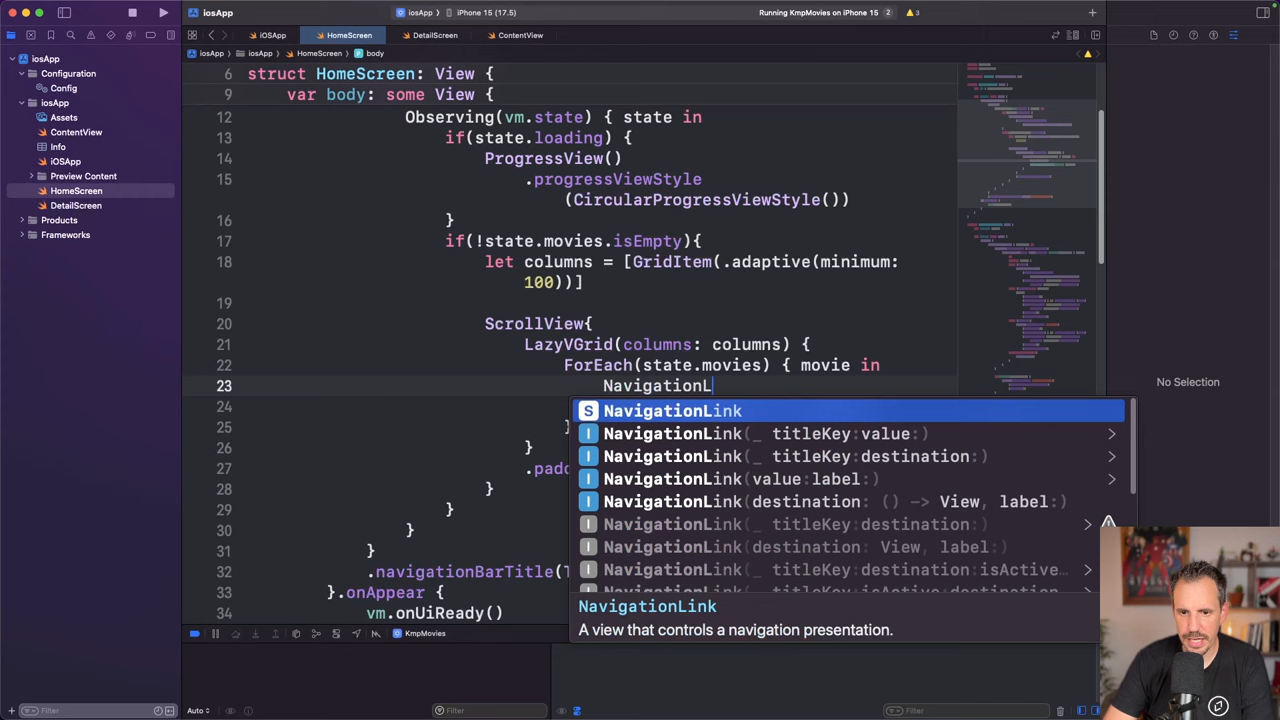 iosApp
iosApp
iPhone 15 (17.5)
Running KmpMovies on iPhone 15
2
3
iOSApp
HomeScreen
DetailScreen
ContentView
iosApp
iosApp
HomeScreen
body
iosApp
Configuration
Config
iosApp
Assets
ContentView
Info
iOSApp
Preview Content
HomeScreen
DetailScreen
Products
Frameworks
6 struct HomeScreen: View {
9 var body: some View {
12 Observing(vm.state) { state in
13 if(state.loading) {
14 ProgressView()
15 .progressViewStyle
(CircularProgressViewStyle())
16 }
17 if(!state.movies.isEmpty){
18 let columns = [GridItem(.adaptive(minimum:
100))]
19
20 ScrollView{
21 LazyVGrid(columns: columns) {
22 ForEach(state.movies) { movie in
23 NavigationL
24
26 }
27 .padd
28 }
29 }
30 }
31 }
32 .navigationBarTitle(
33 }.onAppear {
34 vm.onUiReady()
S NavigationLink
I NavigationLink(_ titleKey:value:)
I NavigationLink(_ titleKey:destination:)
I NavigationLink(value:label:)
I NavigationLink(destination: () -> View, label:)
I NavigationLink(_ titleKey:destination:)
I NavigationLink(destination: View, label:)
I NavigationLink(_ titleKey:destination:isActive…
NavigationLink
A view that controls a navigation presentation.
No Selection
KmpMovies
Filter
Auto
Filter
Filter